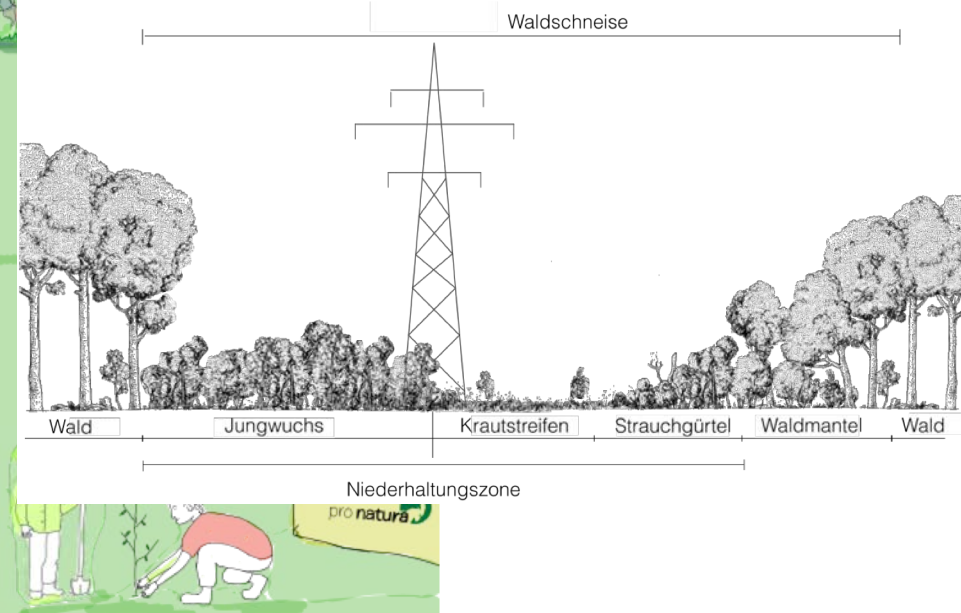 Waldschneise
Wald Jungwuchs Krautstreifen Strauchgürtel Waldmantel Wald
Niederhaltungszone
pro natura